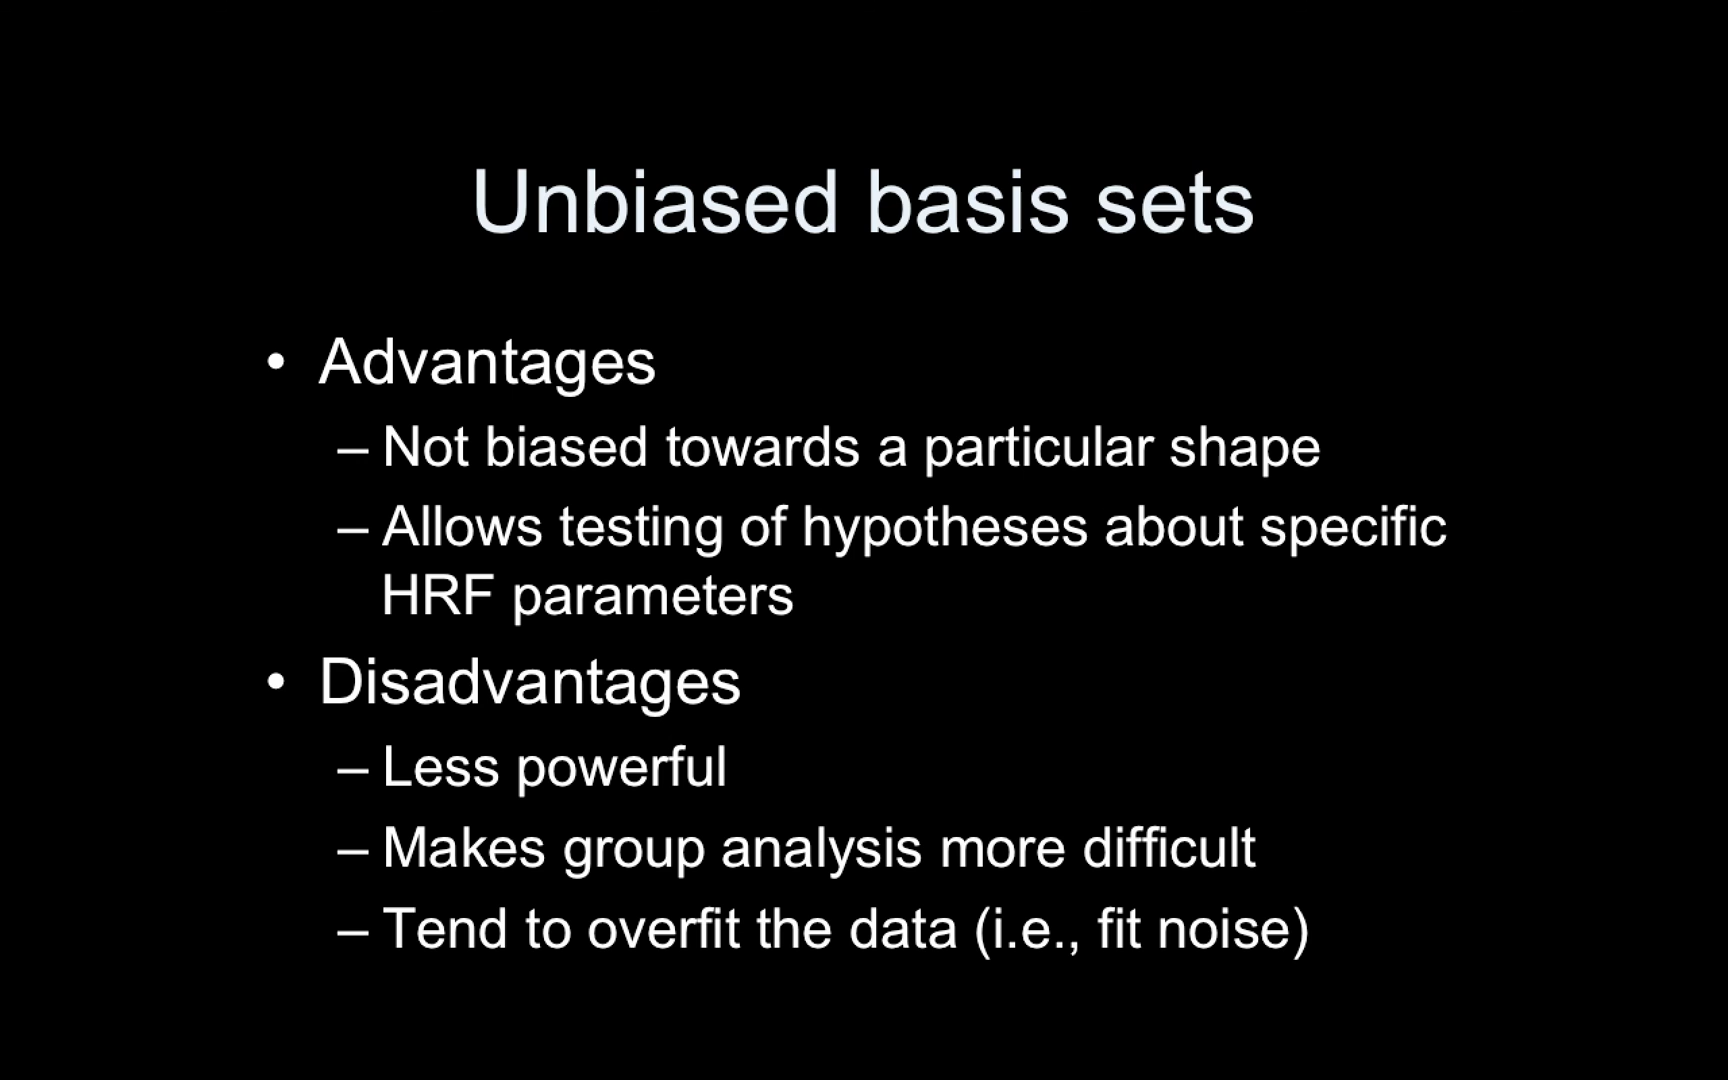 Unbiased basis sets
• Advantages
– Not biased towards a particular shape
– Allows testing of hypotheses about specific
HRF parameters
• Disadvantages
– Less powerful
– Makes group analysis more difficult
– Tend to overfit the data (i.e., fit noise)